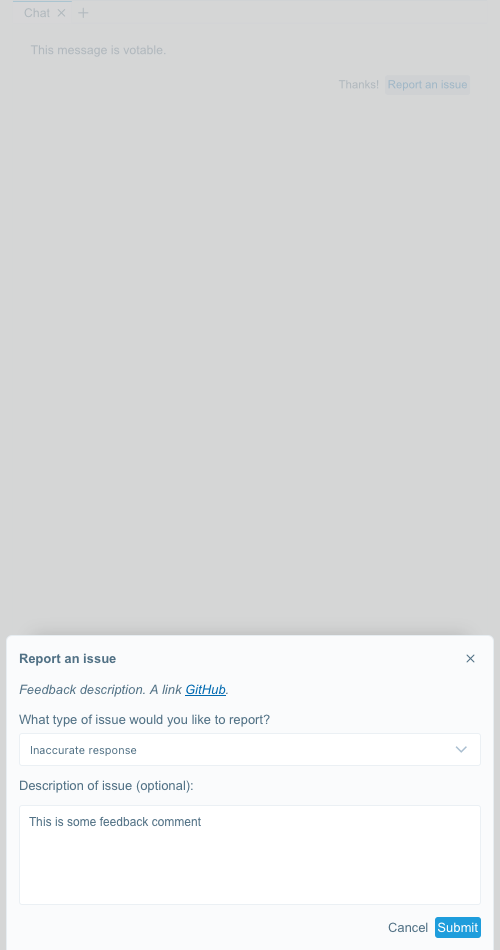 Chat
This message is votable.
Thanks! Report an issue
Report an issue
Feedback description. A link GitHub.
What type of issue would you like to report?
Inaccurate response
Description of issue (optional):
This is some feedback comment
Cancel Submit